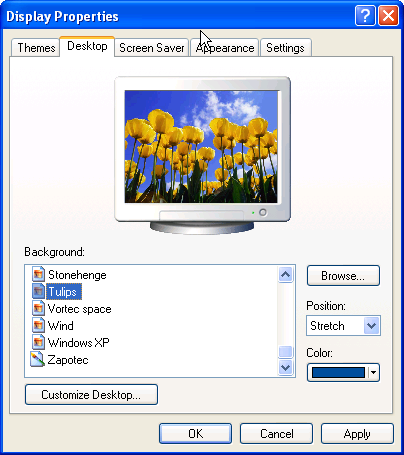 Display Properties
Themes Desktop Screen Saver Appearance Settings
Background:
Stonehenge
Tulips
Vortec space
Wind
Windows XP
Zapotec
Browse...
Position:
Stretch
Color:
Customize Desktop...
OK Cancel Apply